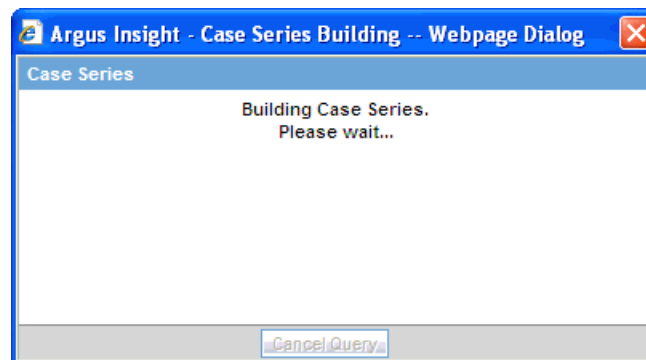 Argus Insight - Case Series Building -- Webpage Dialog
Case Series
Building Case Series.
Please wait...
Cancel Query